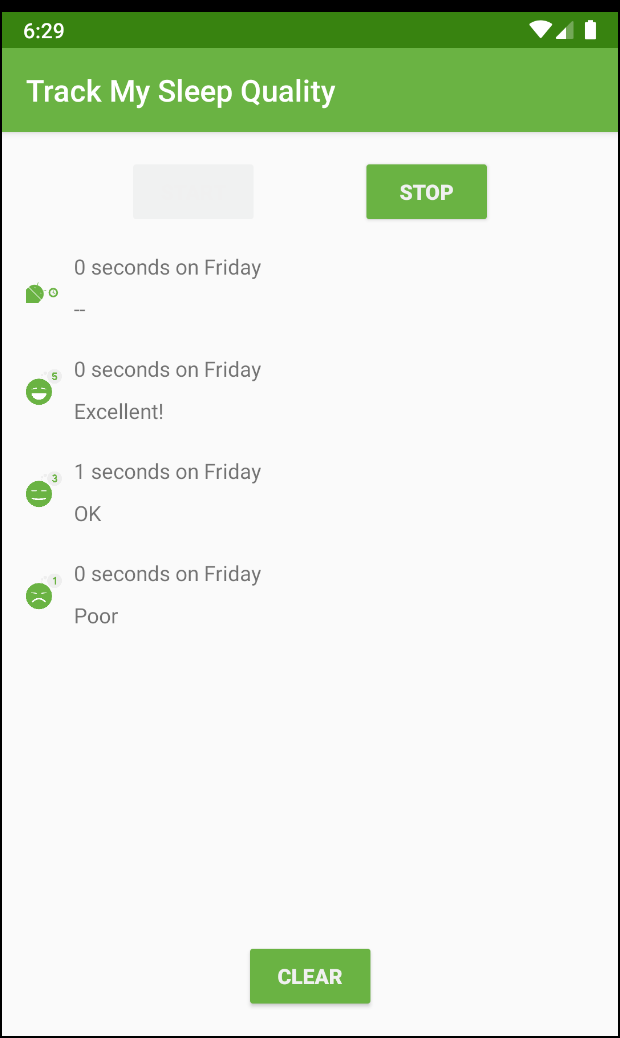 6:29
Track My Sleep Quality
STOP
0 seconds on Friday
--
5
0 seconds on Friday
Excellent!
3
1 seconds on Friday
OK
1
0 seconds on Friday
Poor
CLEAR